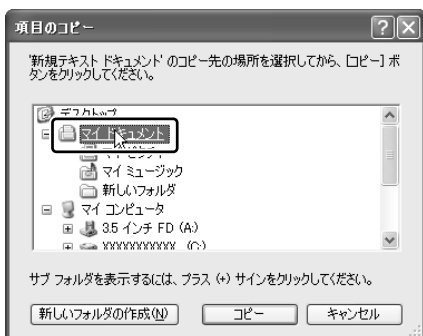 項目のコピー
'新規テキスト ドキュメント' のコピー先の場所を選択してから、[コピー] ボ
タンをクリックしてください。
デスクトップ
マイ ドキュメント
マイ ミュージック
新しいフォルダ
マイ コンピュータ
3.5 インチ FD (A:)
XXXXXXXXXX (C:)
サブ フォルダを表示するには、プラス (+) サインをクリックしてください。
新しいフォルダの作成(N)
コピー
キャンセル